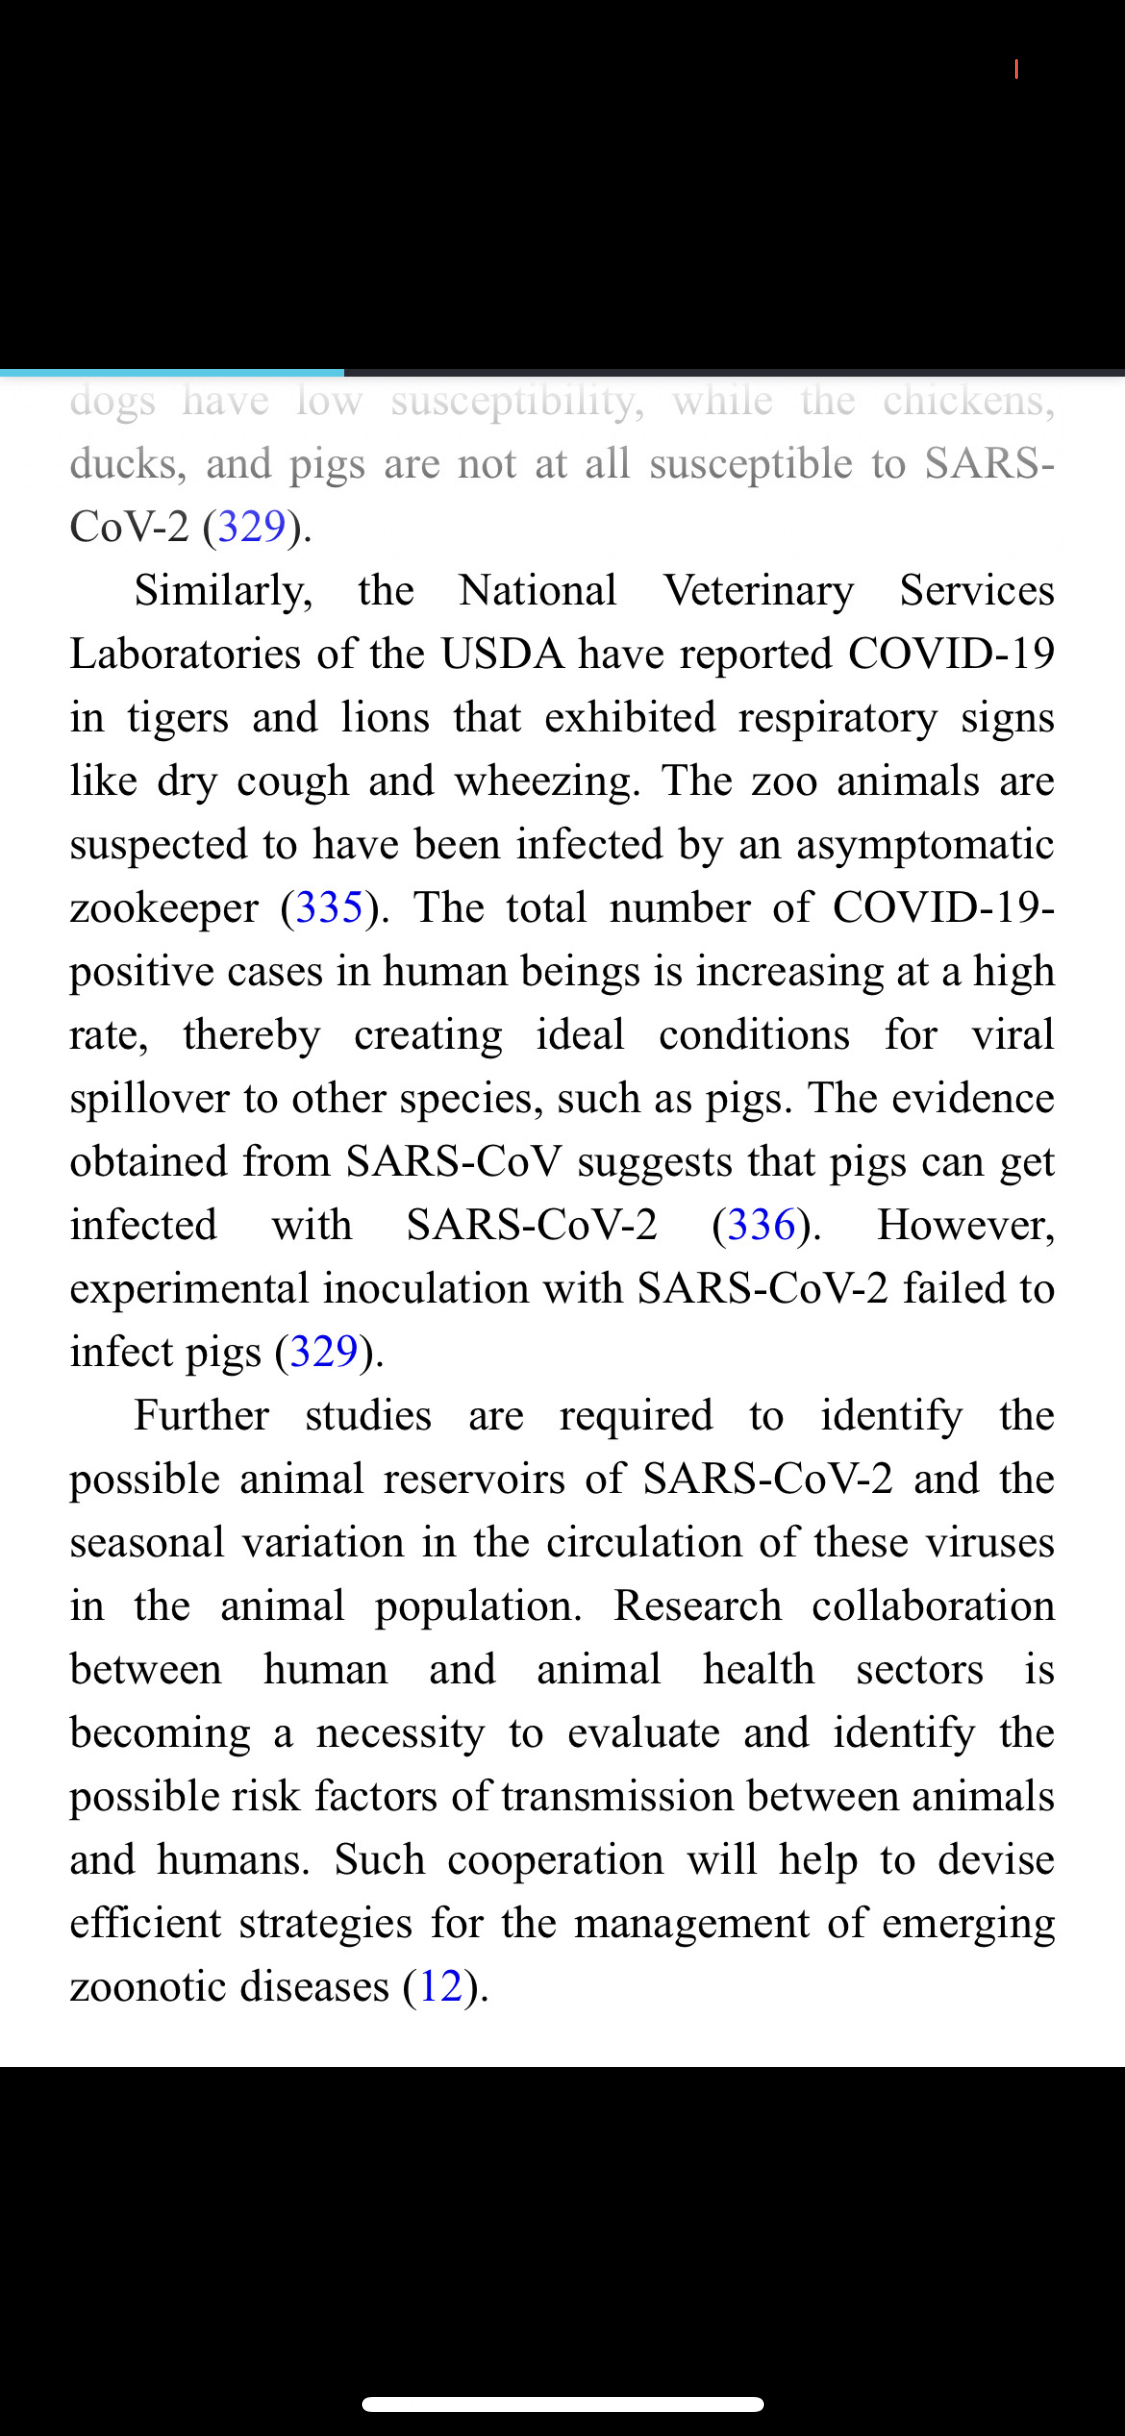 dogs have low susceptibility, while the chickens,
ducks, and pigs are not at all susceptible to SARS-
CoV-2 (329).
Similarly, the National Veterinary Services
Laboratories of the USDA have reported COVID-19
in tigers and lions that exhibited respiratory signs
like dry cough and wheezing. The zoo animals are
suspected to have been infected by an asymptomatic
zookeeper (335). The total number of COVID-19-
positive cases in human beings is increasing at a high
rate, thereby creating ideal conditions for viral
spillover to other species, such as pigs. The evidence
obtained from SARS-CoV suggests that pigs can get
infected with SARS-CoV-2 (336). However,
experimental inoculation with SARS-CoV-2 failed to
infect pigs (329).
Further studies are required to identify the
possible animal reservoirs of SARS-CoV-2 and the
seasonal variation in the circulation of these viruses
in the animal population. Research collaboration
between human and animal health sectors is
becoming a necessity to evaluate and identify the
possible risk factors of transmission between animals
and humans. Such cooperation will help to devise
efficient strategies for the management of emerging
zoonotic diseases (12).